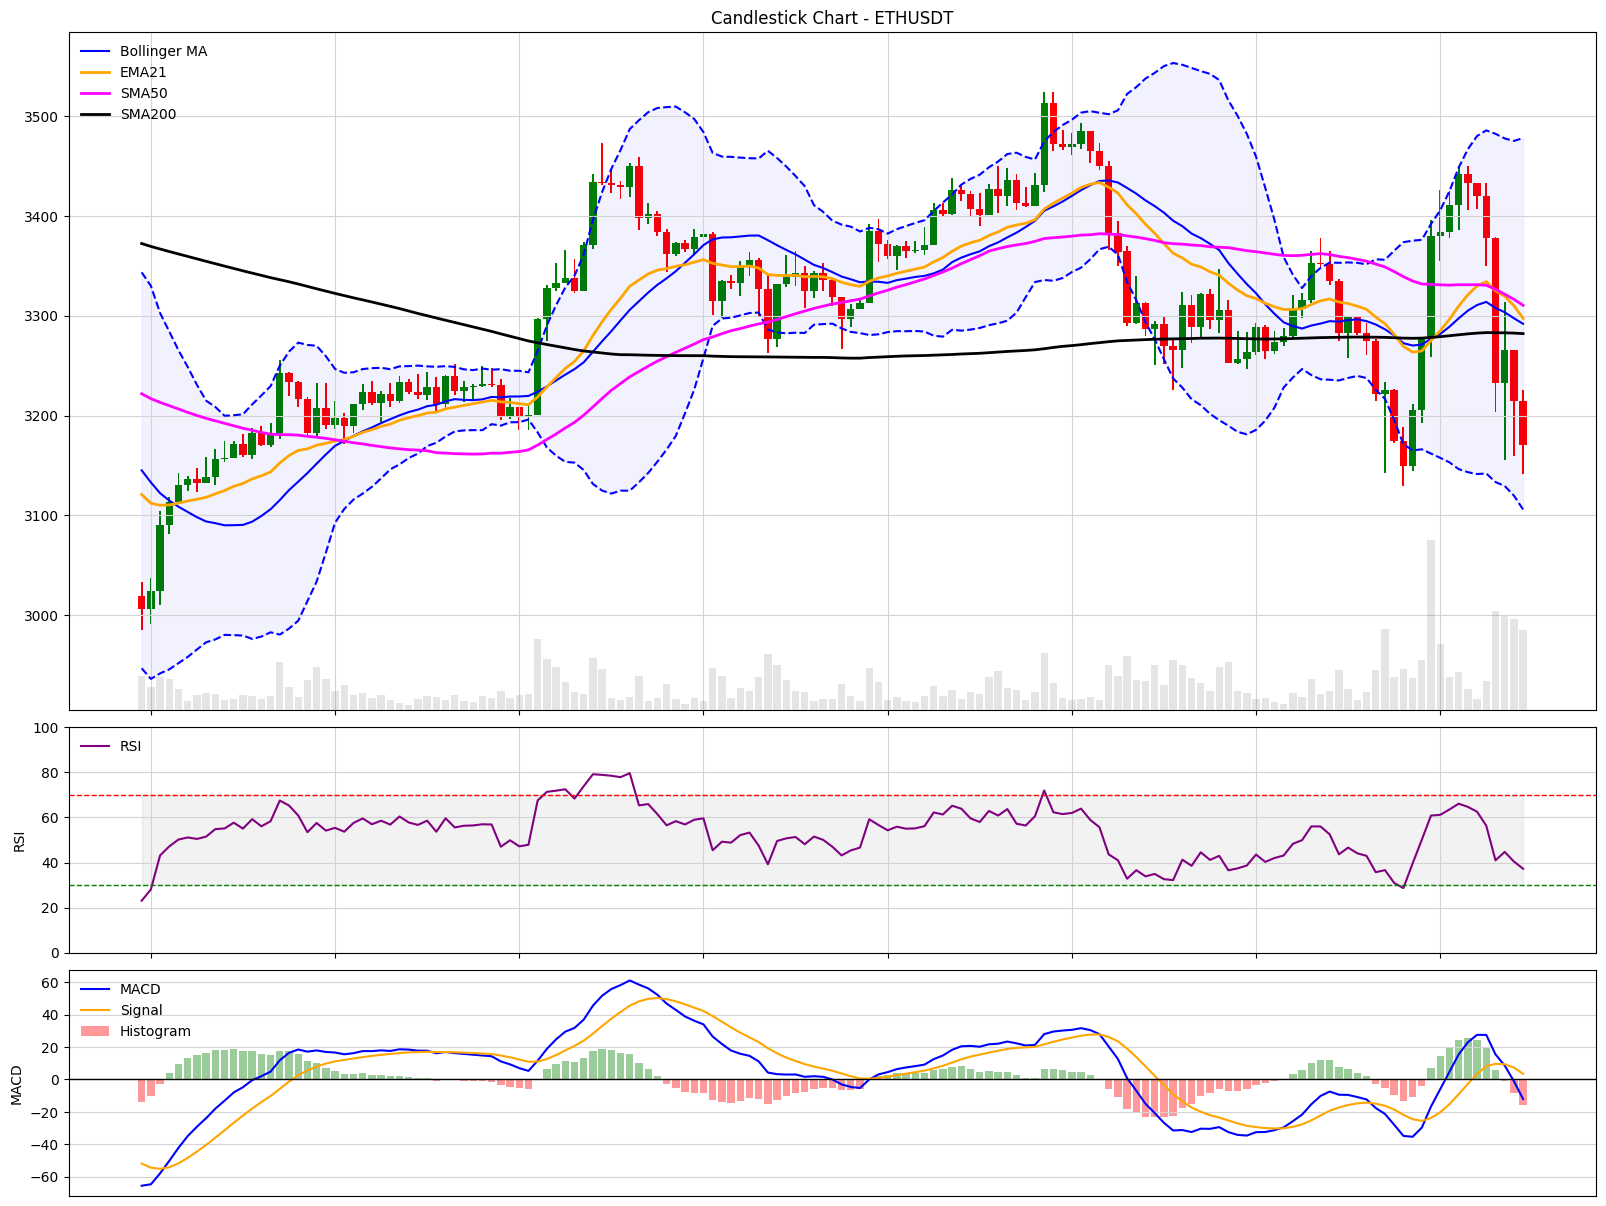 Candlestick Chart - ETHUSDT
Bollinger MA
EMA21
SMA50
SMA200
3500
3400
3300
3200
3100
3000
100
80
60
40
20
0
RSI
RSI
60
40
20
0
−20
−40
−60
MACD
MACD
Signal
Histogram